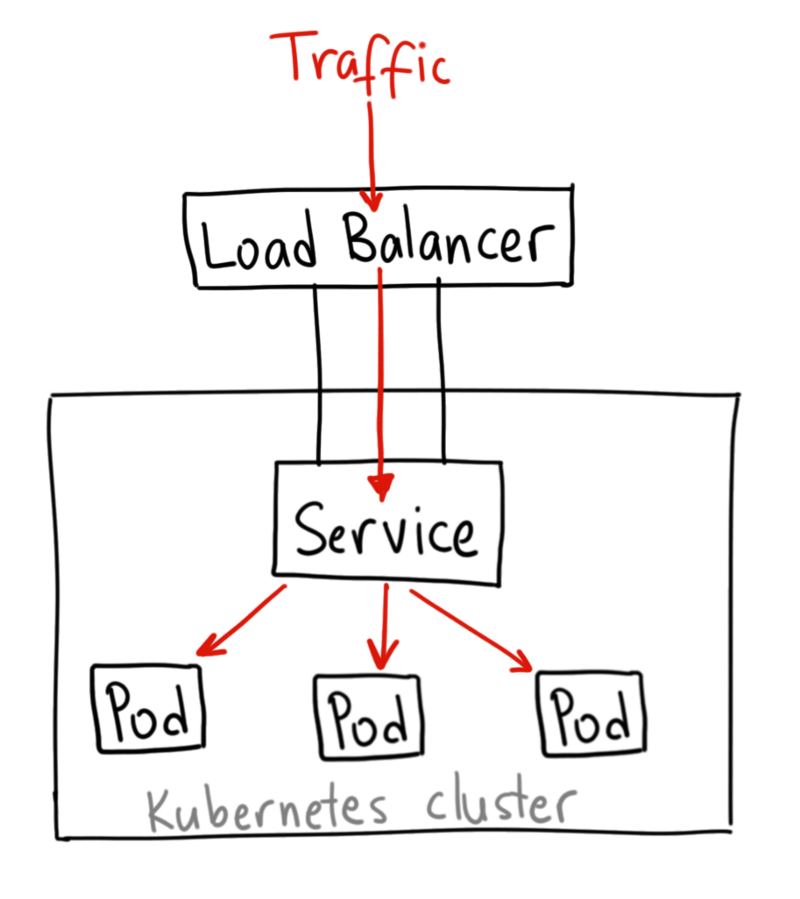 Traffic
Load Balancer
Service
Pod Pod Pod
Kubernetes cluster